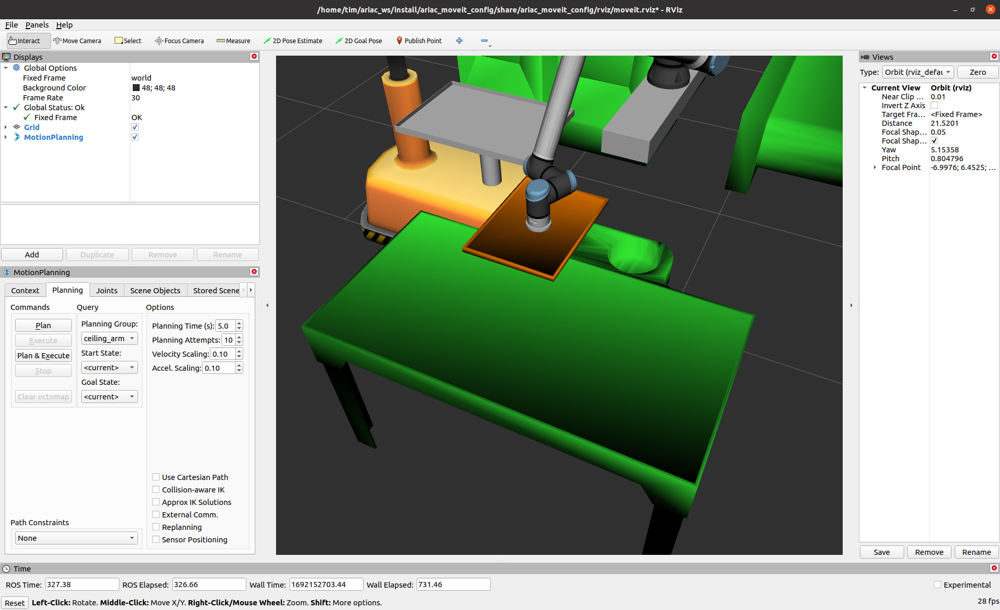 /home/tim/ariac_ws/install/ariac_moveit_config/share/ariac_moveit_config/rviz/moveit.rviz* - RViz
File Panels Help
Interact Move Camera Select Focus Camera Measure 2D Pose Estimate 2D Goal Pose Publish Point
Displays
Global Options
Fixed Frame world
Background Color 48; 48; 48
Frame Rate 30
Global Status: Ok
Fixed Frame OK
Grid
MotionPlanning
Add Duplicate Remove Rename
MotionPlanning
Context Planning Joints Scene Objects Stored Scene
Commands Query Options
Plan
Execute
Plan & Execute
Stop
Clear octomap
Planning Group:
ceiling_arm
Start State:
<current>
Goal State:
<current>
Planning Time (s): 5.0
Planning Attempts: 10
Velocity Scaling: 0.10
Accel. Scaling: 0.10
Use Cartesian Path
Collision-aware IK
Approx IK Solutions
External Comm.
Replanning
Sensor Positioning
Path Constraints
None
Views
Type: Orbit (rviz_defau Zero
Current View Orbit (rviz)
Near Clip ... 0.01
Invert Z Axis
Target Fra... <Fixed Frame>
Distance 21.5201
Focal Shap... 0.05
Focal Shap...
Yaw 5.15358
Pitch 0.804796
Focal Point -6.9976; 6.4525; ...
Save Remove Rename
Time
ROS Time: 327.38 ROS Elapsed: 326.66 Wall Time: 1692152703.44 Wall Elapsed: 731.46 Experimental
Reset Left-Click: Rotate. Middle-Click: Move X/Y. Right-Click/Mouse Wheel: Zoom. Shift: More options. 28 fps